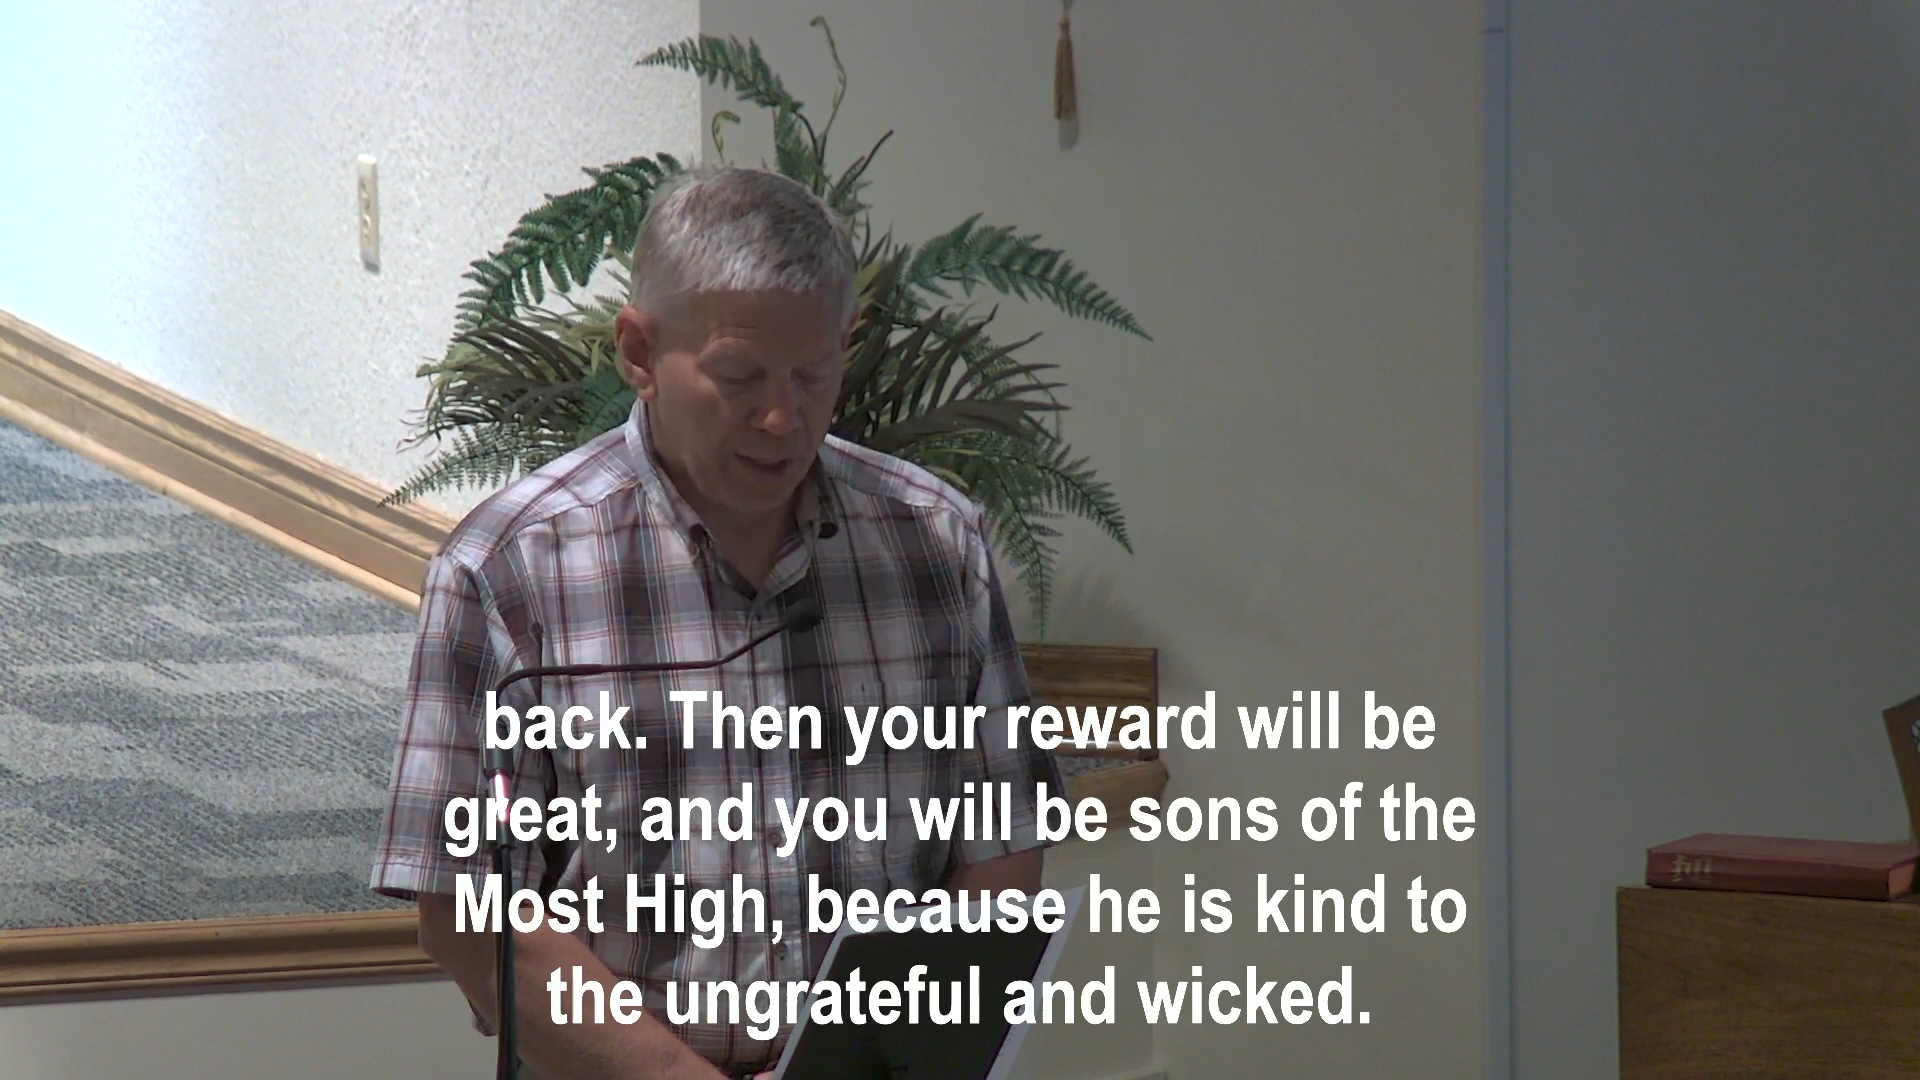 back. Then your reward will be
great, and you will be sons of the
Most High, because he is kind to
the ungrateful and wicked.